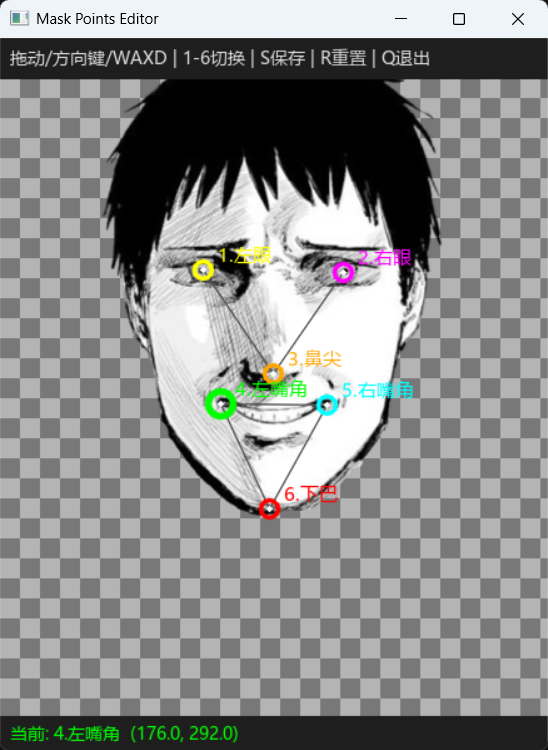 Mask Points Editor
拖动/方向键/WAXD | 1-6切换 | S保存 | R重置 | Q退出
1.左眼
2.右眼
3.鼻尖
4.左嘴角
5.右嘴角
6.下巴
当前: 4.左嘴角 (176.0, 292.0)